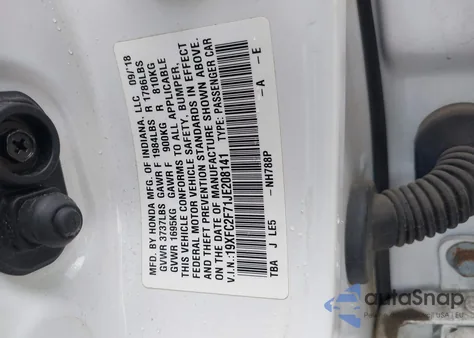 MFD. BY HONDA MFG. OF INDIANA, LLC 09/'18
GVWR 3737LBS GAWR F 1984LBS R 1786LBS
GVWR 1695KG GAWR F 900KG R 810KG
THIS VEHICLE CONFORMS TO ALL APPLICABLE
FEDERAL MOTOR VEHICLE SAFETY, BUMPER,
AND THEFT PREVENTION STANDARDS IN EFFECT
ON THE DATE OF MANUFACTURE SHOWN ABOVE.
V.I.N.:19XFC2F71JE208141 TYPE: PASSENGER CAR
NH788P -A -E
TBA J LE5
autoSnap